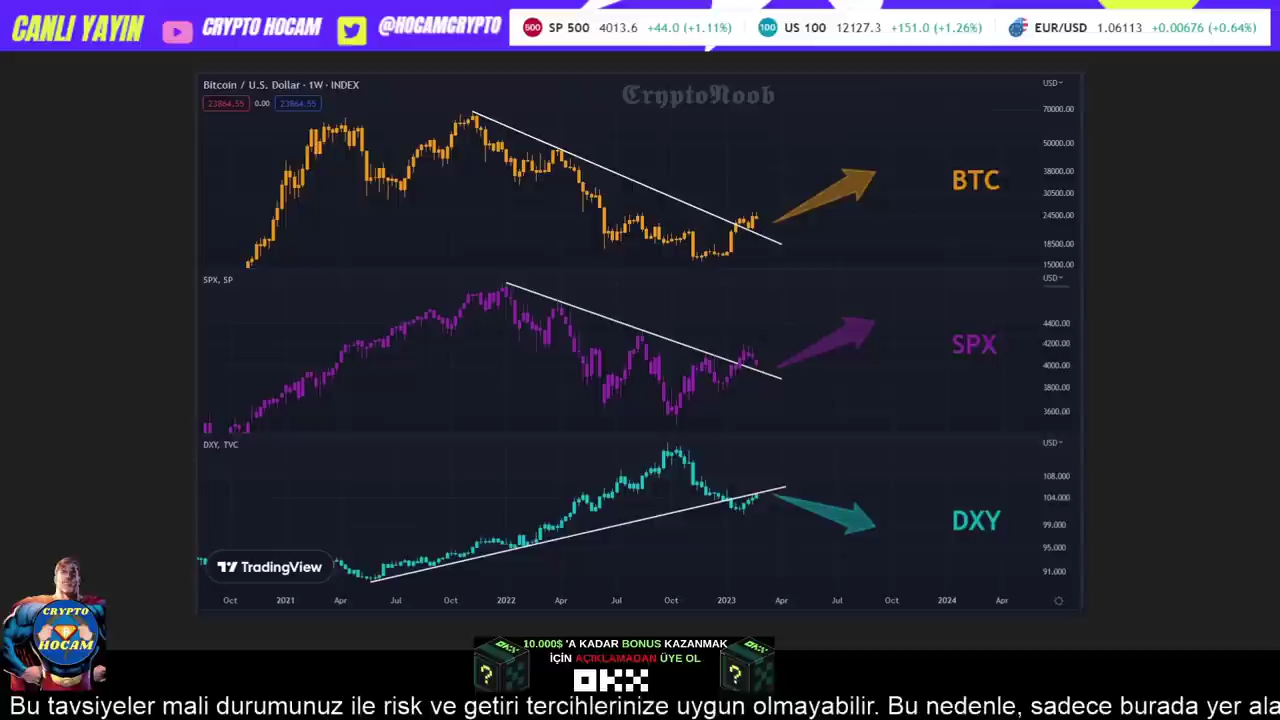 CANLI YAYIN CRYPTO HOCAM @HOCAMCRYPTO 500 SP 500 4013.6 +44.0 (+1.11%) 100 US 100 12127.3 +151.0 (+1.26%) EUR/USD 1.06113 +0.00676 (+0.64%)
Bitcoin / U.S. Dollar · 1W · INDEX
23864.55 0.00 23864.55
CryptoNoob
USD
70000.00
50000.00
38000.00
30500.00
24500.00
18500.00
15000.00
BTC
SPX, SP
USD
4400.00
4200.00
4000.00
3800.00
3600.00
SPX
DXY, TVC
USD
108.000
104.000
99.000
95.000
91.000
DXY
TradingView
Oct 2021 Apr Jul Oct 2022 Apr Jul Oct 2023 Apr Jul Oct 2024 Apr
CRYPTO
HOCAM
10.000$ 'A KADAR BONUS KAZANMAK
İÇİN AÇIKLAMADAN ÜYE OL
OKX
Bu tavsiyeler mali durumunuz ile risk ve getiri tercihlerinize uygun olmayabilir. Bu nedenle, sadece burada yer ala